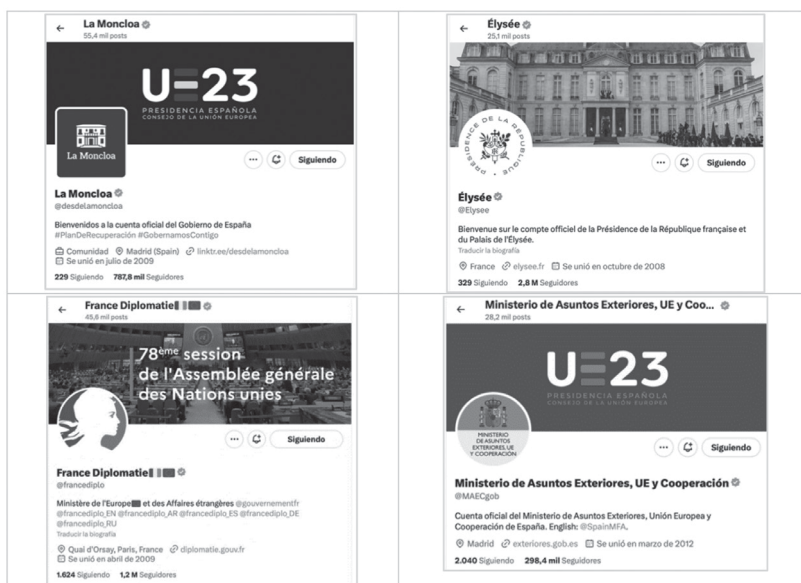 La Moncloa
55,4 mil posts
UE23
PRESIDENCIA ESPAÑOLA
CONSEJO DE LA UNIÓN EUROPEA
La Moncloa
Siguiendo
La Moncloa
@desdelamoncloa
Bienvenidos a la cuenta oficial del Gobierno de España
#PlanDeRecuperación #GobernamosContigo
Comunidad Madrid (Spain) linktr.ee/desdelamoncloa
Se unió en julio de 2009
229 Siguiendo 787,8 mil Seguidores
Élysée
25,1 mil posts
PRÉSIDENCE DE LA RÉPUBLIQUE
Siguiendo
Élysée
@Elysee
Bienvenue sur le compte officiel de la Présidence de la République française et
du Palais de l'Élysée.
Traducir la biografía
France elysee.fr Se unió en octubre de 2008
329 Siguiendo 2,8 M Seguidores
France Diplomatie
45,6 mil posts
78ème session
de l'Assemblée générale
des Nations unies
Siguiendo
France Diplomatie
@francediplo
Ministère de l'Europe et des Affaires étrangères @gouvernementfr
@francediplo_EN @francediplo_AR @francediplo_ES @francediplo_DE
@francediplo_RU
Traducir la biografía
Quai d'Orsay, Paris, France diplomatie.gouv.fr
Se unió en abril de 2009
1.624 Siguiendo 1,2 M Seguidores
Ministerio de Asuntos Exteriores, UE y Coo...
28,2 mil posts
UE23
PRESIDENCIA ESPAÑOLA
CONSEJO DE LA UNIÓN EUROPEA
MINISTERIO
DE ASUNTOS
EXTERIORES, UE
Y COOPERACIÓN
Siguiendo
Ministerio de Asuntos Exteriores, UE y Cooperación
@MAECgob
Cuenta oficial del Ministerio de Asuntos Exteriores, Unión Europea y
Cooperación de España. English: @SpainMFA.
Madrid exteriores.gob.es Se unió en marzo de 2012
2.040 Siguiendo 298,4 mil Seguidores